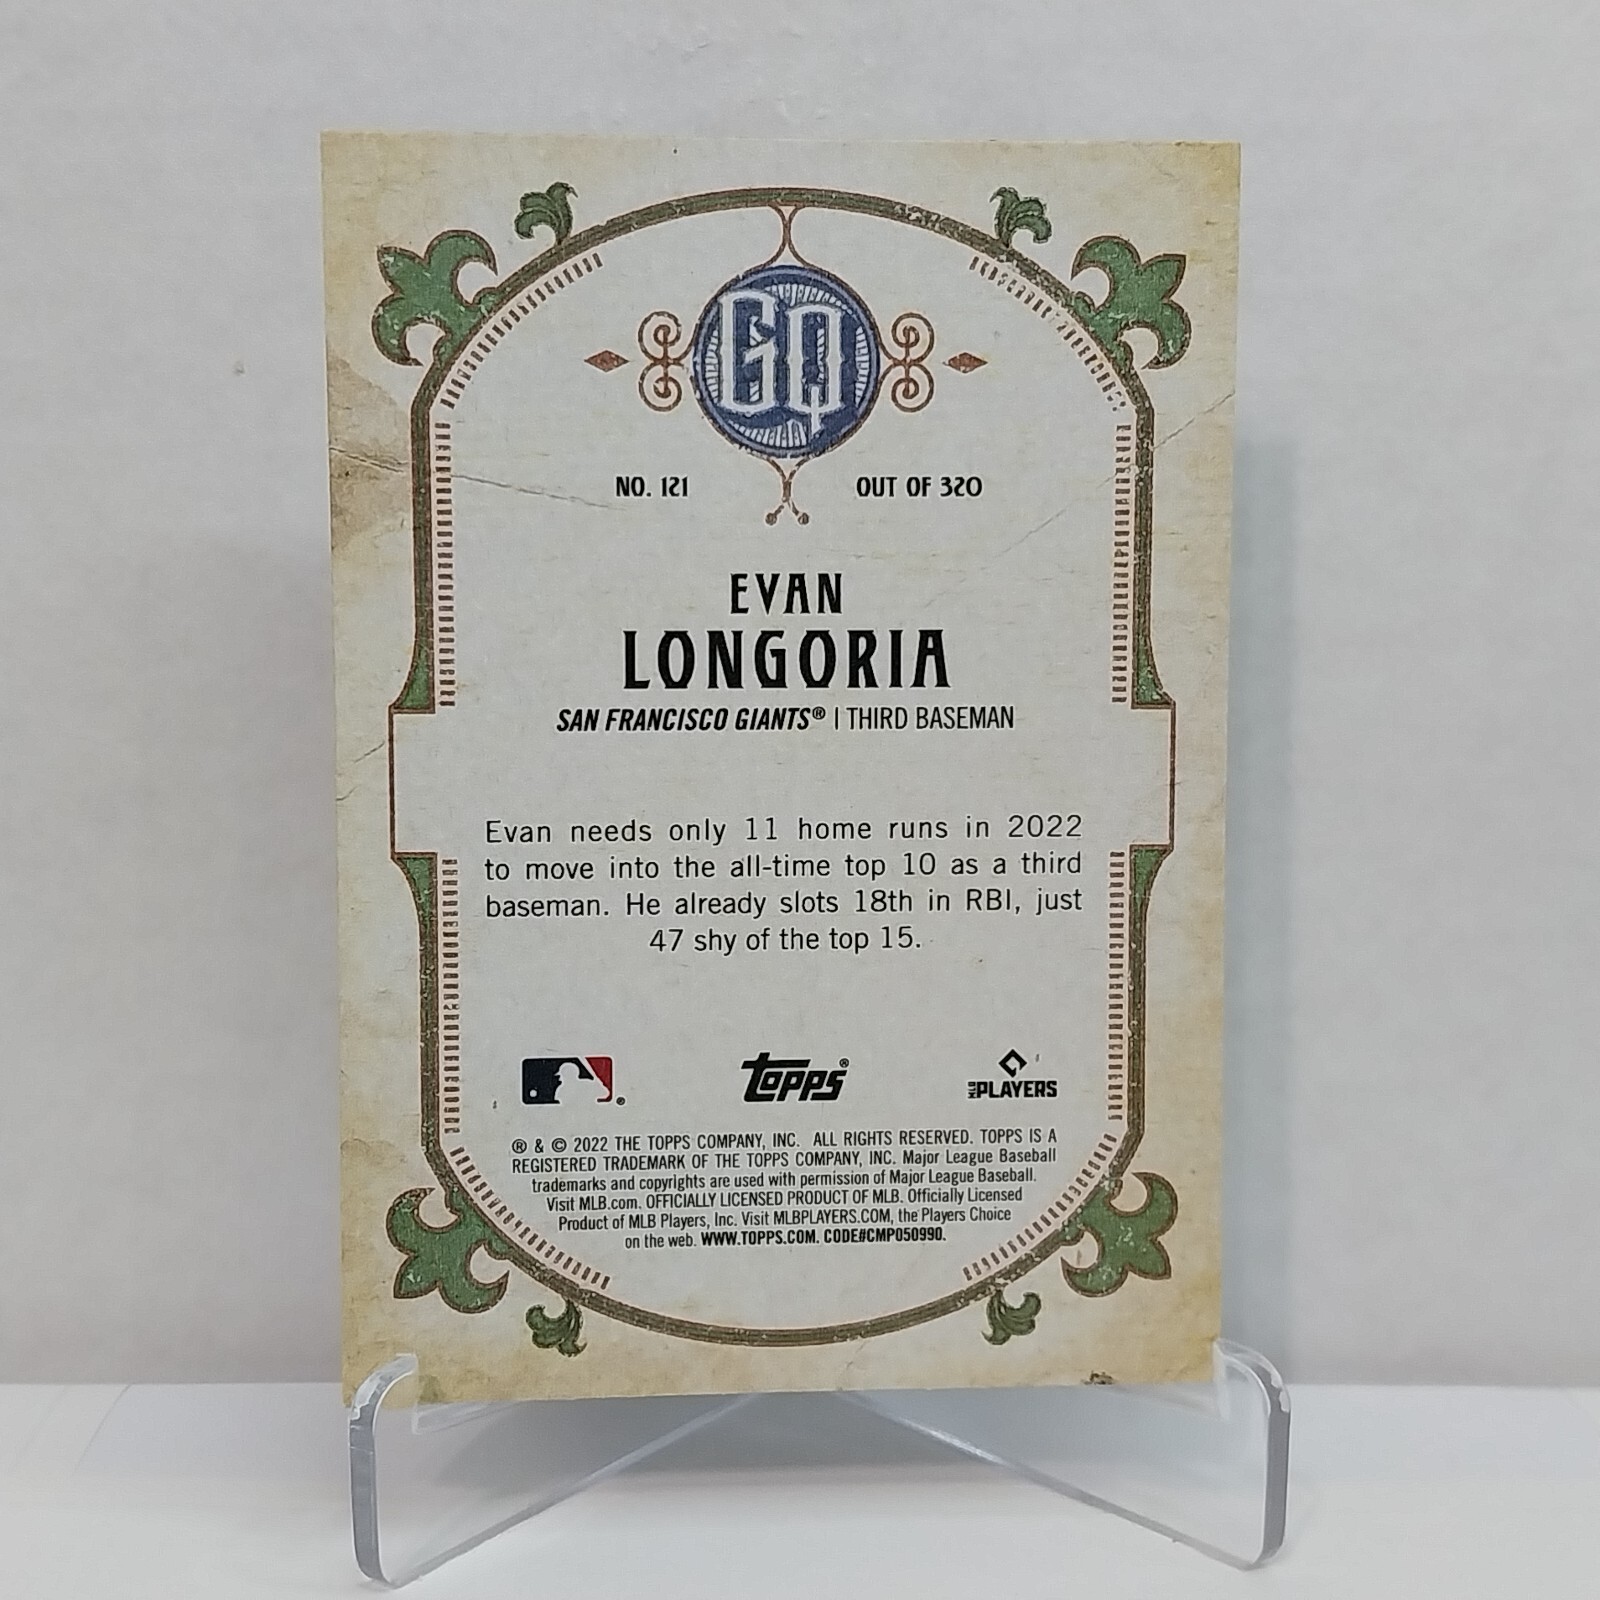 GQ
NO. 121 OUT OF 320
EVAN
LONGORIA
SAN FRANCISCO GIANTS® | THIRD BASEMAN
Evan needs only 11 home runs in 2022
to move into the all-time top 10 as a third
baseman. He already slots 18th in RBI, just
47 shy of the top 15.
® topps® MLB PLAYERS
® & © 2022 THE TOPPS COMPANY, INC. ALL RIGHTS RESERVED. TOPPS IS A
REGISTERED TRADEMARK OF THE TOPPS COMPANY, INC. Major League Baseball
trademarks and copyrights are used with permission of Major League Baseball.
Visit MLB.com. OFFICIALLY LICENSED PRODUCT OF MLB. Officially Licensed
Product of MLB Players, Inc. Visit MLBPLAYERS.COM, the Players Choice
on the web. WWW.TOPPS.COM. CODE#CMP050990.